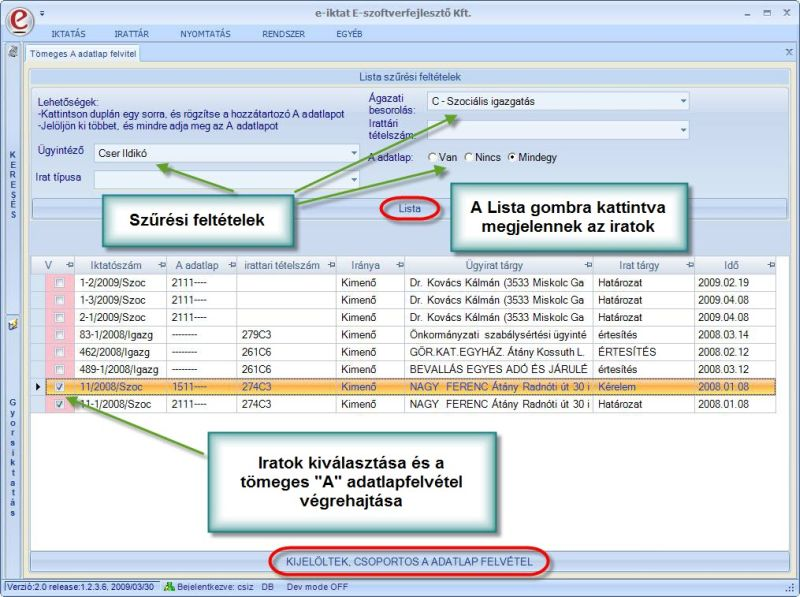 e-iktat E-szoftverfejlesztő Kft.
IKTATÁS IRATTÁR NYOMTATÁS RENDSZER EGYÉB
Tömeges A adatlap felvitel
Lista szűrési feltételek
Lehetőségek:
-Kattintson duplán egy sorra, és rögzítse a hozzátartozó A adatlapot
-Jelöljön ki többet, és mindre adja meg az A adatlapot
Ágazati besorolás: C - Szociális igazgatás
Irattári tételszám:
Ügyintéző Cser Ildikó
A adatlap: Van Nincs Mindegy
Irat típusa
KERESÉS
Szűrési feltételek
Lista
A Lista gombra kattintva
megjelennek az iratok
V Iktatószám A adatlap irattari tételszám Iránya Ügyirat tárgy Irat tárgy Idő
1-2/2009/Szoc 2111---- Kimenő Dr. Kovács Kálmán (3533 Miskolc Ga Határozat 2009.02.19
1-3/2009/Szoc 2111---- Kimenő Dr. Kovács Kálmán (3533 Miskolc Ga Határozat 2009.04.08
2-1/2009/Szoc 2111---- Kimenő Dr. Kovács Kálmán (3533 Miskolc Ga Határozat 2009.04.08
83-1/2008/Igazg -------- 279C3 Kimenő Önkormányzati szabálysértési ügyinté értesítés 2008.03.14
462/2008/Igazg -------- 261C6 Kimenő GÖR.KAT.EGYHÁZ. Átány Kossuth L. ÉRTESÍTÉS 2008.02.12
489-1/2008/Igazg -------- 261C6 Kimenő BEVALLÁS EGYES ADÓ ÉS JÁRULÉ értesítés 2008.03.12
11/2008/Szoc 1511---- 274C3 Kimenő NAGY FERENC Átány Radnóti út 30 i Kérelem 2008.01.08
11-1/2008/Szoc 2111---- 274C3 Kimenő NAGY FERENC Átány Radnóti út 30 i Határozat 2008.01.08
Gyorsiktatás
Iratok kiválasztása és a
tömeges "A" adatlapfelvétel
végrehajtása
KIJELÖLTEK, CSOPORTOS A ADATLAP FELVÉTEL
Verzió:2.0 release:1.2.3.6, 2009/03/30 Bejelentkezve: csiz DB Dev mode OFF